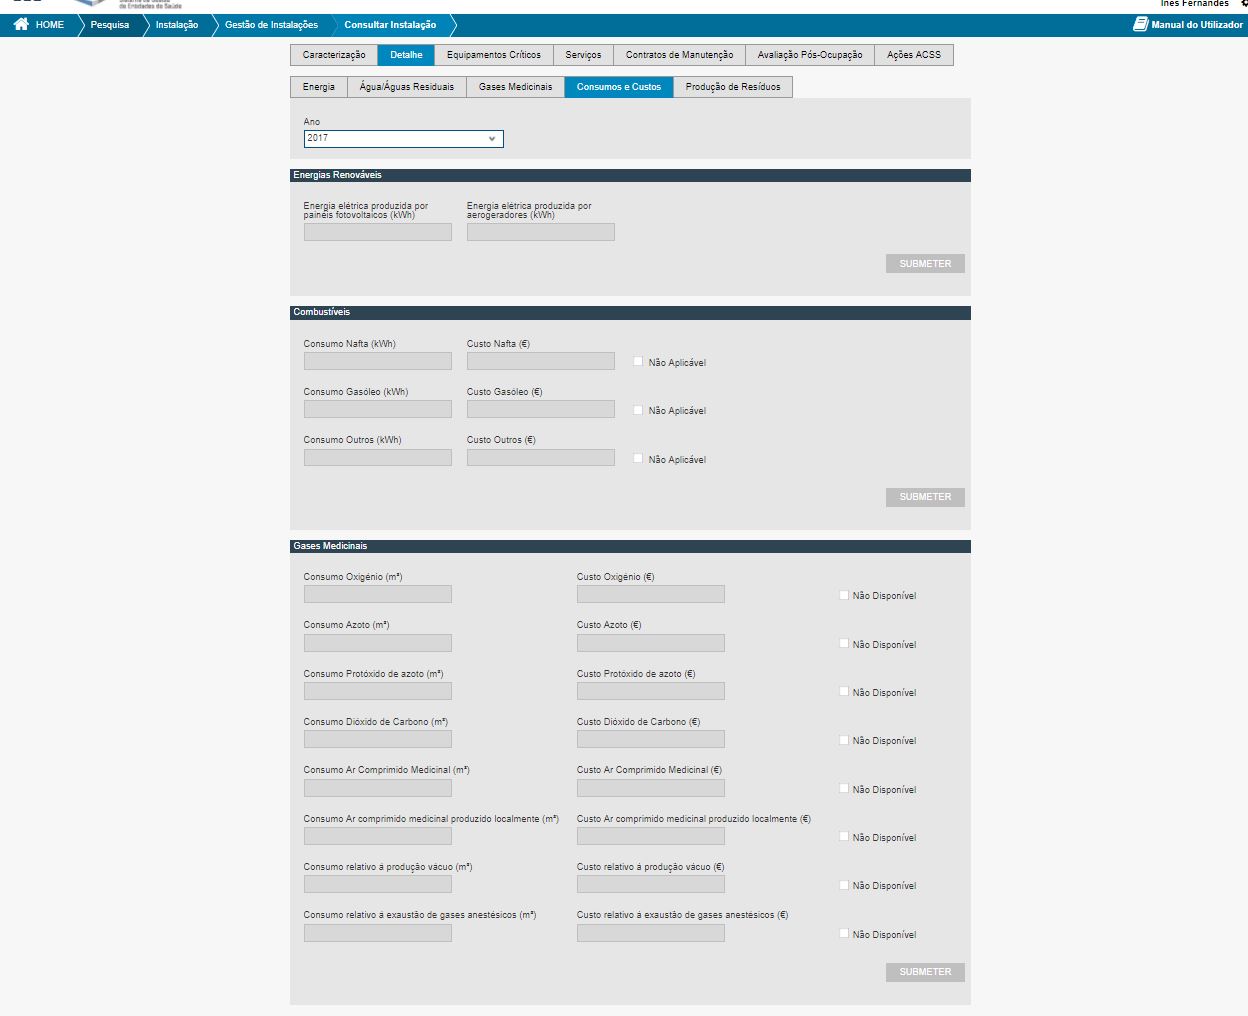 de Entidades da Saúde
Inês Fernandes
HOME
Pesquisa
Instalação
Gestão de Instalações
Consultar Instalação
Manual do Utilizador
Caracterização
Detalhe
Equipamentos Críticos
Serviços
Contratos de Manutenção
Avaliação Pós-Ocupação
Ações ACSS
Energia
Água/Águas Residuais
Gases Medicinais
Consumos e Custos
Produção de Resíduos
Ano
2017
Energias Renováveis
Energia elétrica produzida por
painéis fotovoltaicos (kWh)
Energia elétrica produzida por
aerogeradores (kWh)
SUBMETER
Combustíveis
Consumo Nafta (kWh)
Custo Nafta (€)
Não Aplicável
Consumo Gasóleo (kWh)
Custo Gasóleo (€)
Não Aplicável
Consumo Outros (kWh)
Custo Outros (€)
Não Aplicável
SUBMETER
Gases Medicinais
Consumo Oxigénio (m³)
Custo Oxigénio (€)
Não Disponível
Consumo Azoto (m³)
Custo Azoto (€)
Não Disponível
Consumo Protóxido de azoto (m³)
Custo Protóxido de azoto (€)
Não Disponível
Consumo Dióxido de Carbono (m³)
Custo Dióxido de Carbono (€)
Não Disponível
Consumo Ar Comprimido Medicinal (m³)
Custo Ar Comprimido Medicinal (€)
Não Disponível
Consumo Ar comprimido medicinal produzido localmente (m³)
Custo Ar comprimido medicinal produzido localmente (€)
Não Disponível
Consumo relativo á produção vácuo (m³)
Custo relativo á produção vácuo (€)
Não Disponível
Consumo relativo á exaustão de gases anestésicos (m³)
Custo relativo á exaustão de gases anestésicos (€)
Não Disponível
SUBMETER